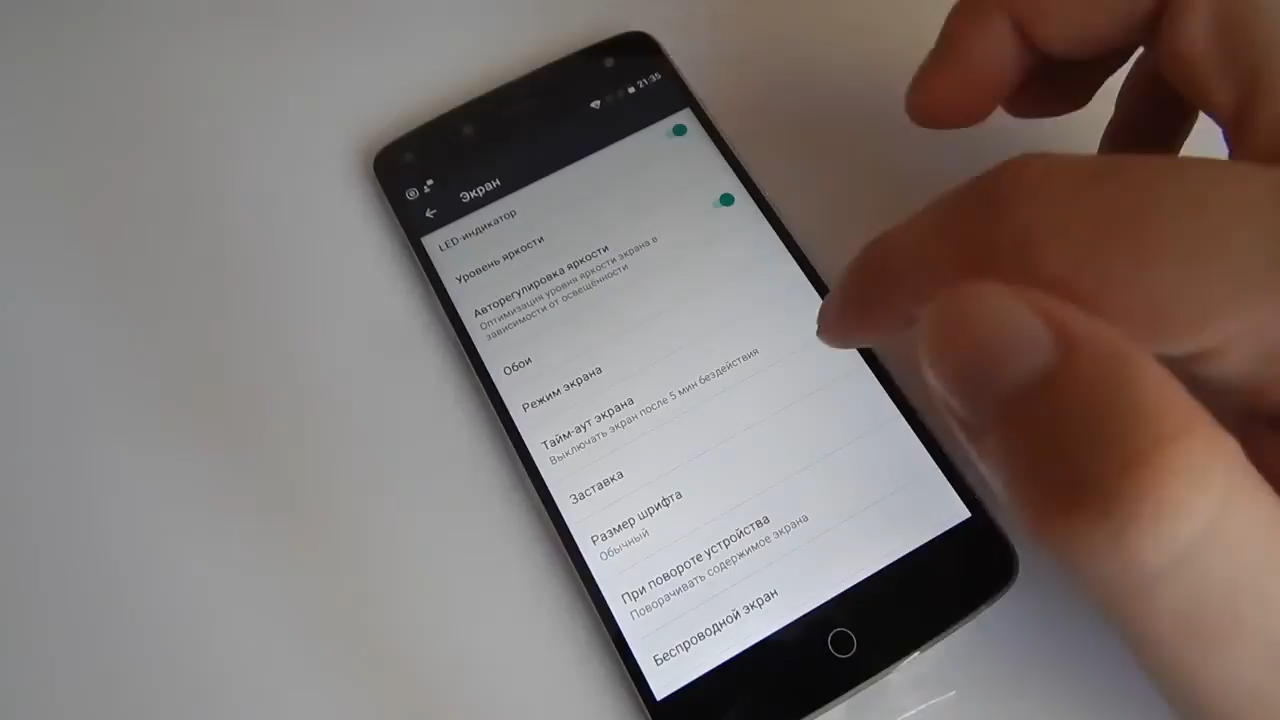 21:35
Экран
LED-индикатор
Уровень яркости
Авторегулировка яркости
Оптимизация уровня яркости экрана в
зависимости от освещённости
Обои
Режим экрана
Тайм-аут экрана
Выключать экран после 5 мин бездействия
Заставка
Размер шрифта
Обычный
При повороте устройства
Поворачивать содержимое экрана
Беспроводной экран